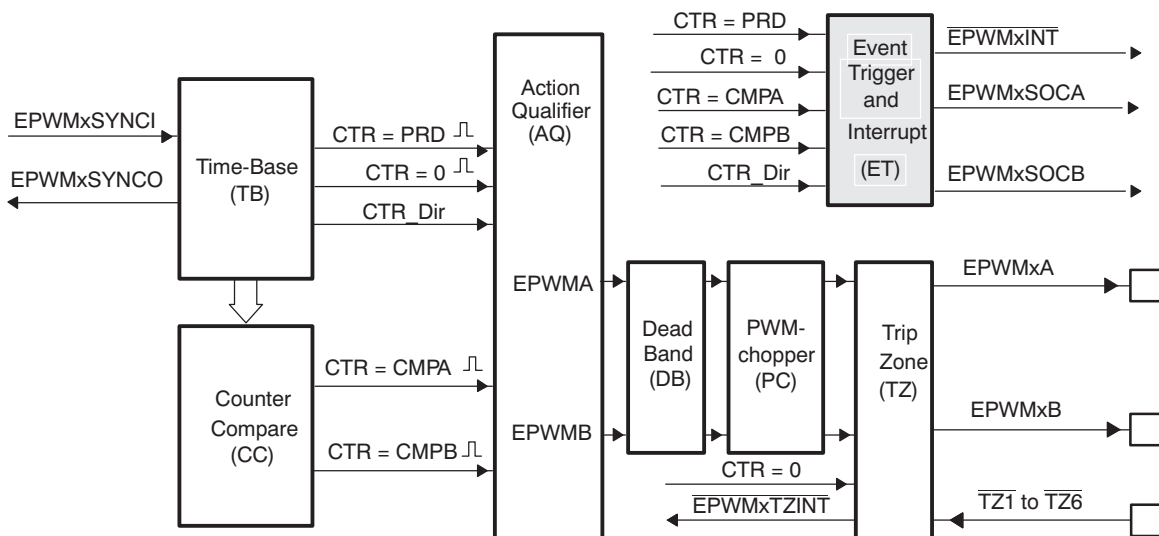 EPWMxSYNCI
EPWMxSYNCO
Time-Base
(TB)
CTR = PRD
CTR = 0
CTR_Dir
Counter
Compare
(CC)
CTR = CMPA
CTR = CMPB
Action
Qualifier
(AQ)
EPWMA
EPWMB
CTR = PRD
CTR = 0
CTR = CMPA
CTR = CMPB
CTR_Dir
Event
Trigger
and
Interrupt
(ET)
EPWMxINT
EPWMxSOCA
EPWMxSOCB
Dead
Band
(DB)
PWM-
chopper
(PC)
Trip
Zone
(TZ)
CTR = 0
EPWMxTZINT
EPWMxA
EPWMxB
TZ1 to TZ6